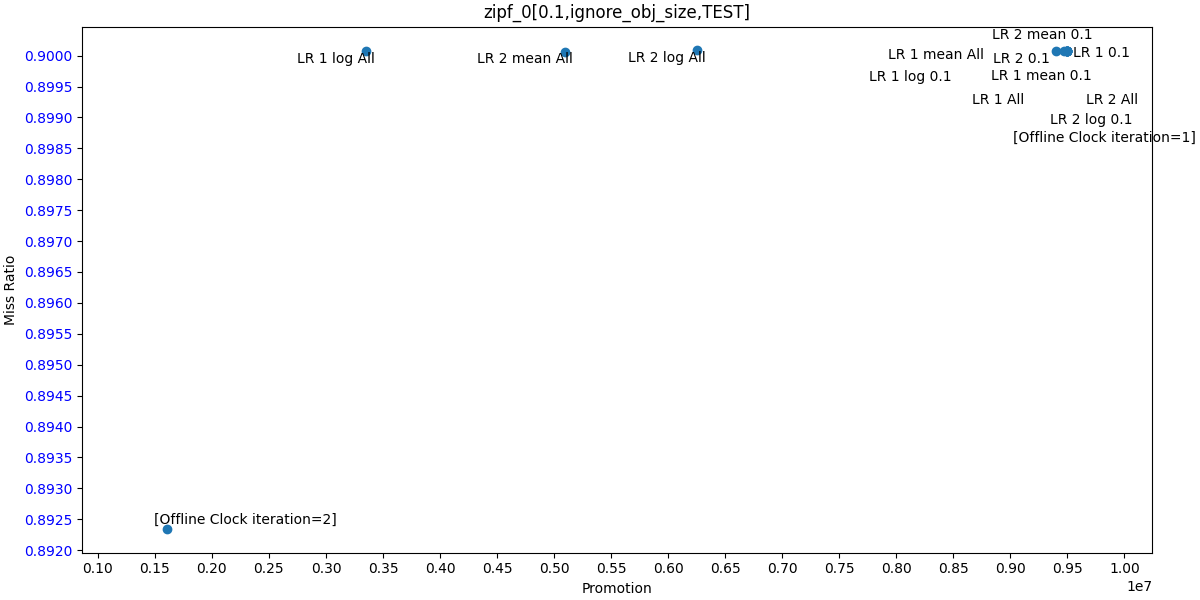 zipf_0[0.1,ignore_obj_size,TEST]
LR 2 mean 0.1
LR 1 log All
LR 2 mean All
LR 2 log All
LR 1 mean All
LR 2 0.1
LR 1 0.1
LR 1 log 0.1
LR 1 mean 0.1
LR 1 All
LR 2 All
LR 2 log 0.1
[Offline Clock iteration=1]
[Offline Clock iteration=2]
0.9000
0.8995
0.8990
0.8985
0.8980
0.8975
0.8970
0.8965
0.8960
0.8955
0.8950
0.8945
0.8940
0.8935
0.8930
0.8925
0.8920
Miss Ratio
0.10 0.15 0.20 0.25 0.30 0.35 0.40 0.45 0.50 0.55 0.60 0.65 0.70 0.75 0.80 0.85 0.90 0.95 1.00
1e7
Promotion